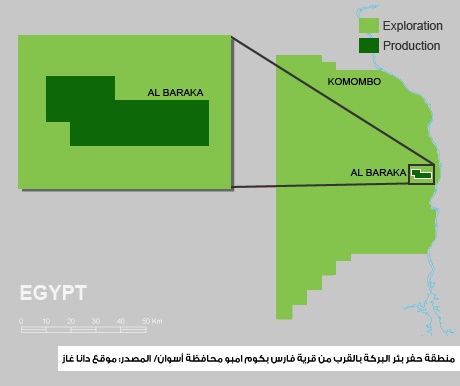 Exploration
Production
KOMOMBO
AL BARAKA
AL BARAKA
EGYPT
0 10 20 30 40 50 Km
منطقة حفر بئر البركة بالقرب من قرية فارس بكوم امبو محافظة أسوان/ المصدر: موقع دانا غاز